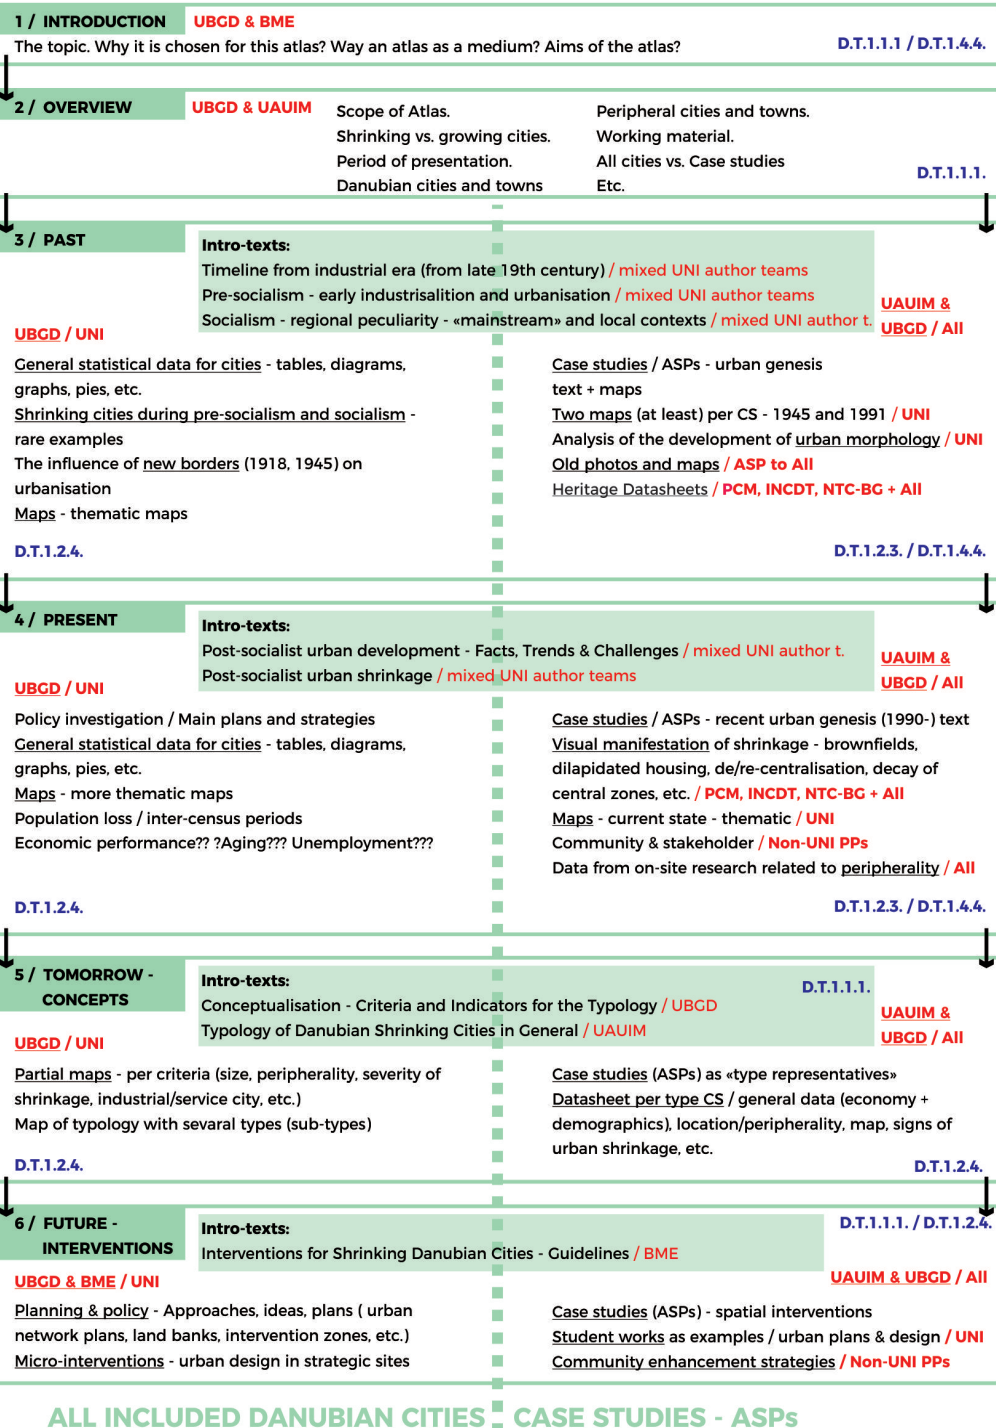 1 / INTRODUCTION UBGD & BME
The topic. Why it is chosen for this atlas? Way an atlas as a medium? Aims of the atlas?
D.T.1.1.1 / D.T.1.4.4.
2 / OVERVIEW UBGD & UAUIM
Scope of Atlas.
Shrinking vs. growing cities.
Period of presentation.
Danubian cities and towns
Peripheral cities and towns.
Working material.
All cities vs. Case studies
Etc.
D.T.1.1.1.
3 / PAST
Intro-texts:
Timeline from industrial era (from late 19th century) / mixed UNI author teams
Pre-socialism - early industrisalition and urbanisation / mixed UNI author teams
Socialism - regional peculiarity - «mainstream» and local contexts / mixed UNI author t.
UBGD / UNI
General statistical data for cities - tables, diagrams,
graphs, pies, etc.
Shrinking cities during pre-socialism and socialism -
rare examples
The influence of new borders (1918, 1945) on
urbanisation
Maps - thematic maps
D.T.1.2.4.
UAUIM &
UBGD / All
Case studies / ASPs - urban genesis
text + maps
Two maps (at least) per CS - 1945 and 1991 / UNI
Analysis of the development of urban morphology / UNI
Old photos and maps / ASP to All
Heritage Datasheets / PCM, INCDT, NTC-BG + All
D.T.1.2.3. / D.T.1.4.4.
4 / PRESENT
Intro-texts:
Post-socialist urban development - Facts, Trends & Challenges / mixed UNI author t.
Post-socialist urban shrinkage / mixed UNI author teams
UBGD / UNI
Policy investigation / Main plans and strategies
General statistical data for cities - tables, diagrams,
graphs, pies, etc.
Maps - more thematic maps
Population loss / inter-census periods
Economic performance?? ?Aging??? Unemployment???
D.T.1.2.4.
UAUIM &
UBGD / All
Case studies / ASPs - recent urban genesis (1990-) text
Visual manifestation of shrinkage - brownfields,
dilapidated housing, de/re-centralisation, decay of
central zones, etc. / PCM, INCDT, NTC-BG + All
Maps - current state - thematic / UNI
Community & stakeholder / Non-UNI PPs
Data from on-site research related to peripherality / All
D.T.1.2.3. / D.T.1.4.4.
5 / TOMORROW -
CONCEPTS
Intro-texts:
D.T.1.1.1.
Conceptualisation - Criteria and Indicators for the Typology / UBGD
Typology of Danubian Shrinking Cities in General / UAUIM
UBGD / UNI
Partial maps - per criteria (size, peripherality, severity of
shrinkage, industrial/service city, etc.)
Map of typology with sevaral types (sub-types)
D.T.1.2.4.
UAUIM &
UBGD / All
Case studies (ASPs) as «type representatives»
Datasheet per type CS / general data (economy +
demographics), location/peripherality, map, signs of
urban shrinkage, etc.
D.T.1.2.4.
6 / FUTURE -
INTERVENTIONS
Intro-texts:
Interventions for Shrinking Danubian Cities - Guidelines / BME
D.T.1.1.1. / D.T.1.2.4.
UBGD & BME / UNI
Planning & policy - Approaches, ideas, plans ( urban
network plans, land banks, intervention zones, etc.)
Micro-interventions - urban design in strategic sites
UAUIM & UBGD / All
Case studies (ASPs) - spatial interventions
Student works as examples / urban plans & design / UNI
Community enhancement strategies / Non-UNI PPs
ALL INCLUDED DANUBIAN CITIES
CASE STUDIES - ASPs